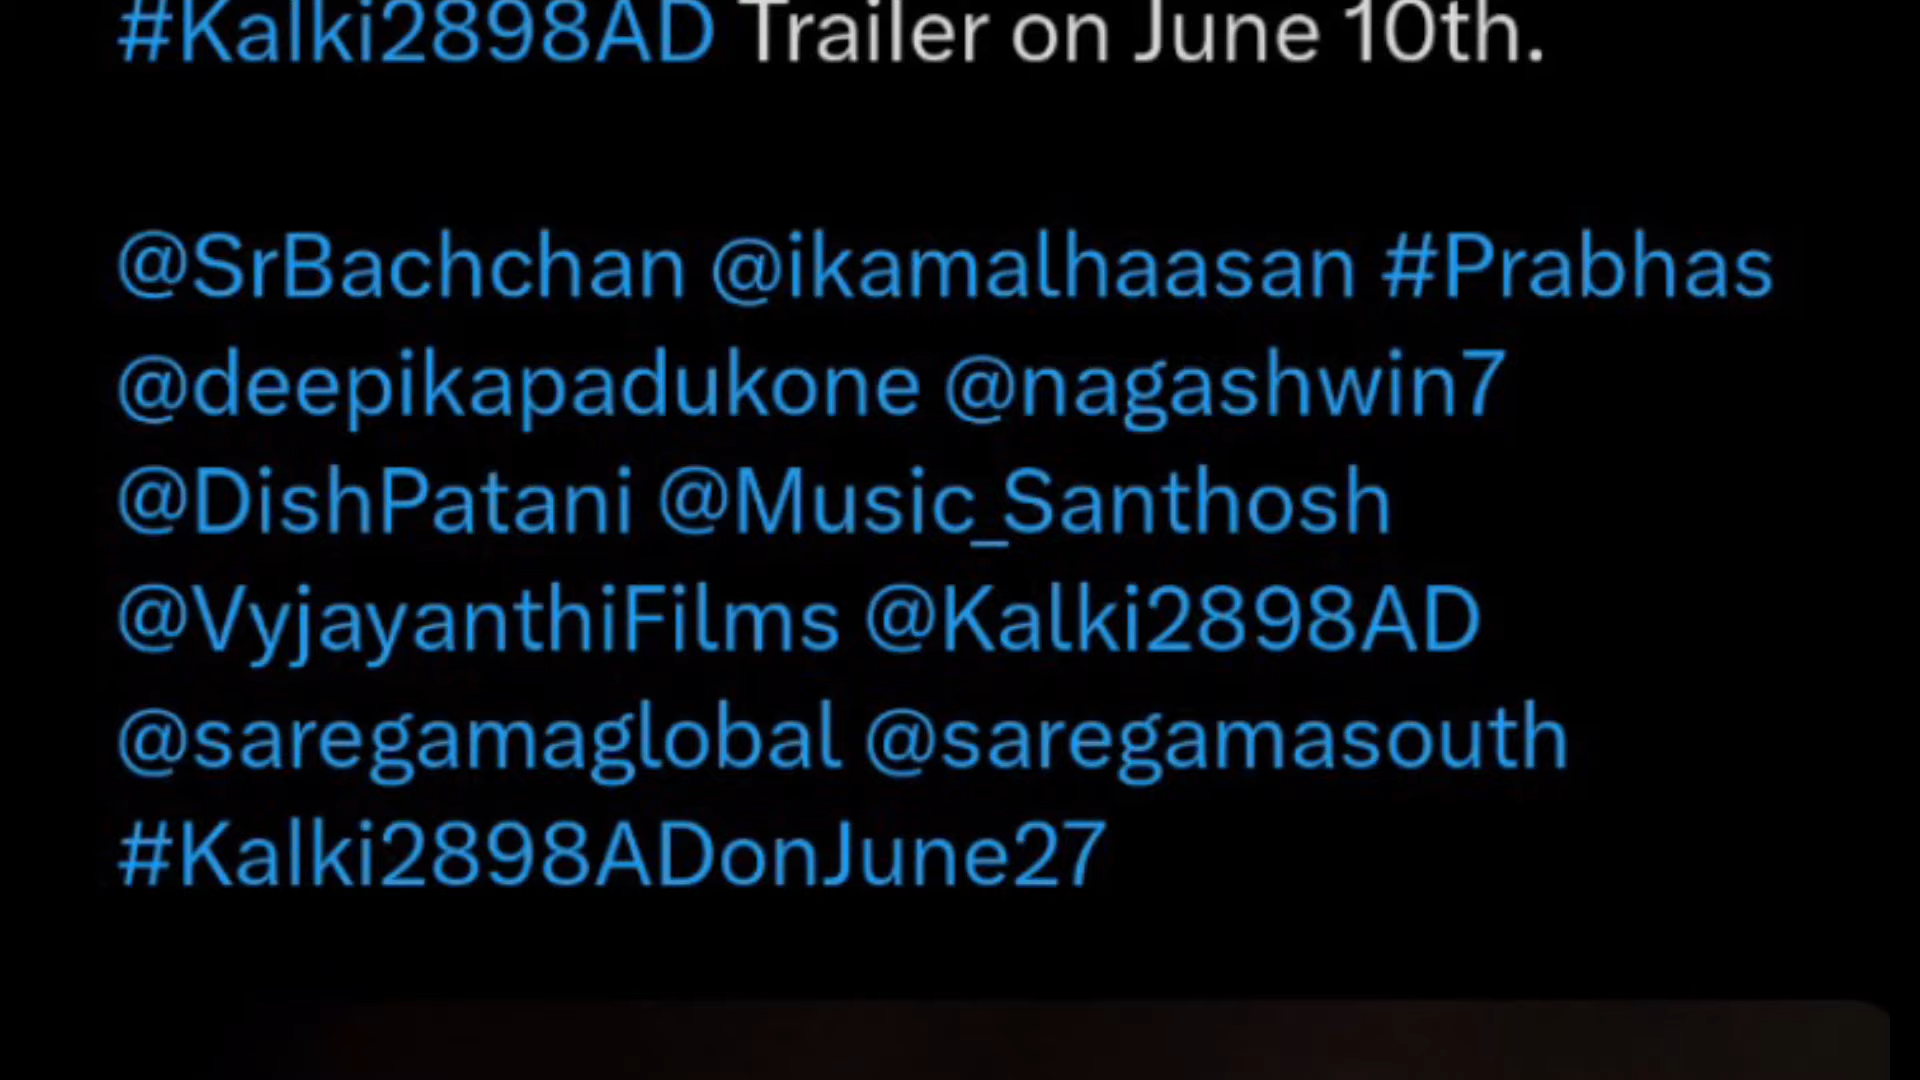 #Kalki2898AD Trailer on June 10th.
@SrBachchan @ikamalhaasan #Prabhas
@deepikapadukone @nagashwin7
@DishPatani @Music_Santhosh
@VyjayanthiFilms @Kalki2898AD
@saregamaglobal @saregamasouth
#Kalki2898ADonJune27